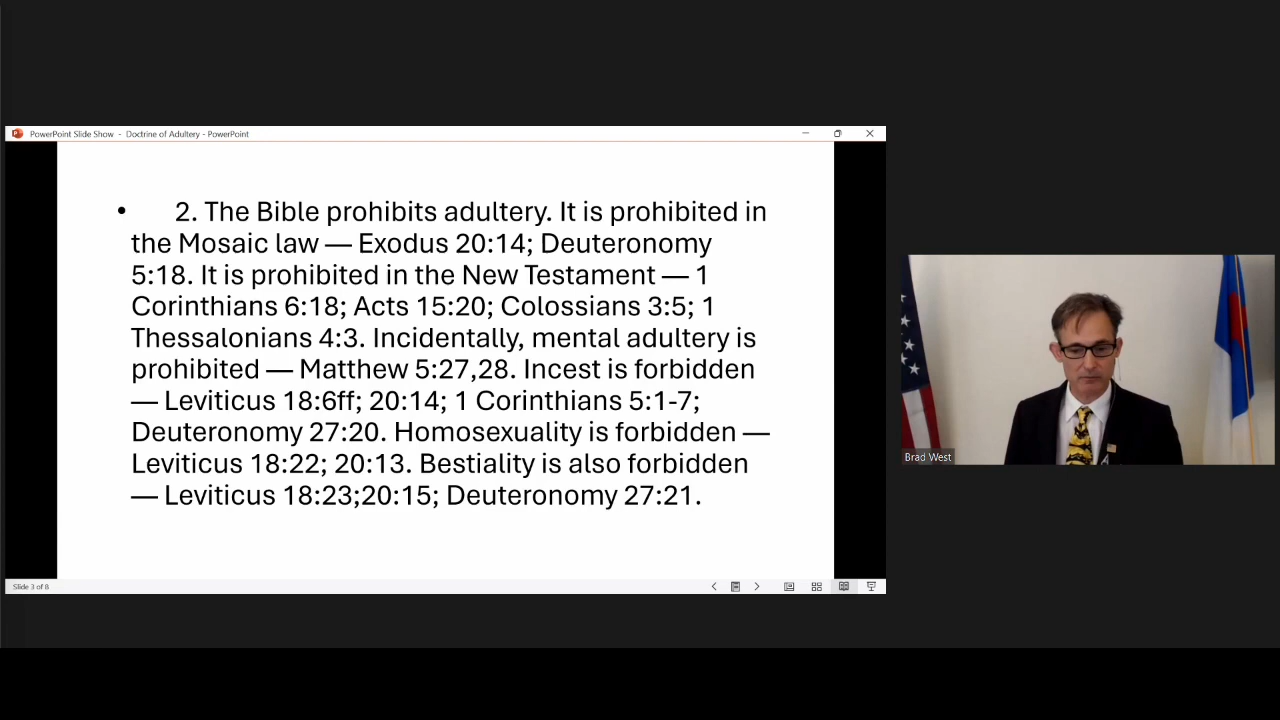 PowerPoint Slide Show - Doctrine of Adultery - PowerPoint
• 2. The Bible prohibits adultery. It is prohibited in
the Mosaic law — Exodus 20:14; Deuteronomy
5:18. It is prohibited in the New Testament — 1
Corinthians 6:18; Acts 15:20; Colossians 3:5; 1
Thessalonians 4:3. Incidentally, mental adultery is
prohibited — Matthew 5:27,28. Incest is forbidden
— Leviticus 18:6ff; 20:14; 1 Corinthians 5:1-7;
Deuteronomy 27:20. Homosexuality is forbidden —
Leviticus 18:22; 20:13. Bestiality is also forbidden
— Leviticus 18:23;20:15; Deuteronomy 27:21.
Slide 3 of 8
Brad West